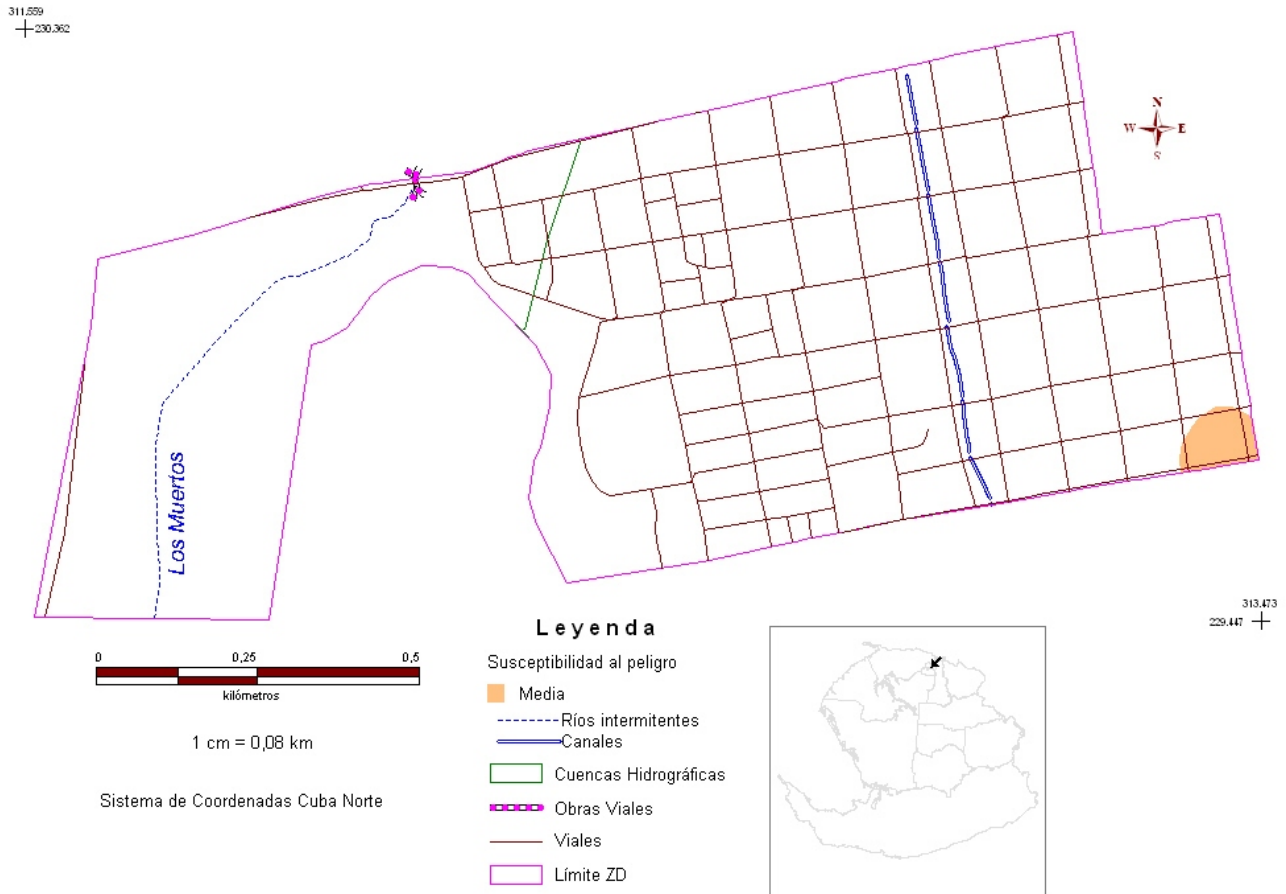 311.559
230.362
N
W E
S
Los Muertos
313.473
229.447
0 0,25 0,5
kilómetros
1 cm = 0,08 km
Sistema de Coordenadas Cuba Norte
Leyenda
Susceptibilidad al peligro
Media
Ríos intermitentes
Canales
Cuencas Hidrográficas
Obras Viales
Viales
Límite ZD